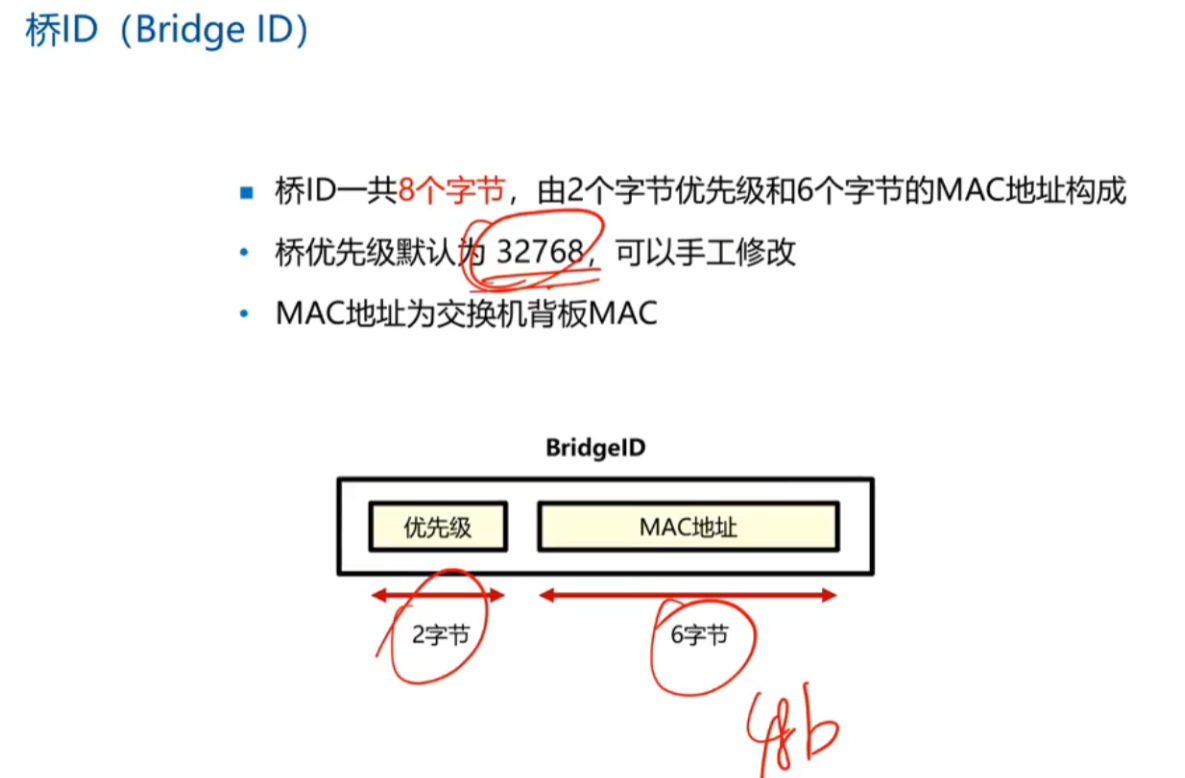 桥ID（Bridge ID）
桥ID一共8个字节，由2个字节优先级和6个字节的MAC地址构成
桥优先级默认为 32768，可以手工修改
MAC地址为交换机背板MAC
BridgeID
优先级 MAC地址
2字节 6字节
48b